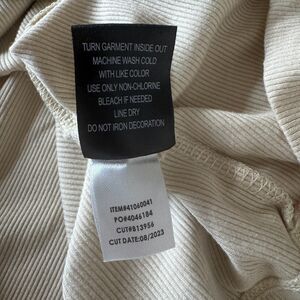 TURN GARMENT INSIDE OUT
MACHINE WASH COLD
WITH LIKE COLOR
USE ONLY NON-CHLORINE
BLEACH IF NEEDED
LINE DRY
DO NOT IRON DECORATION
ITEM#41060041
PO#4046184
CUT#813956
CUT DATE:08/2023